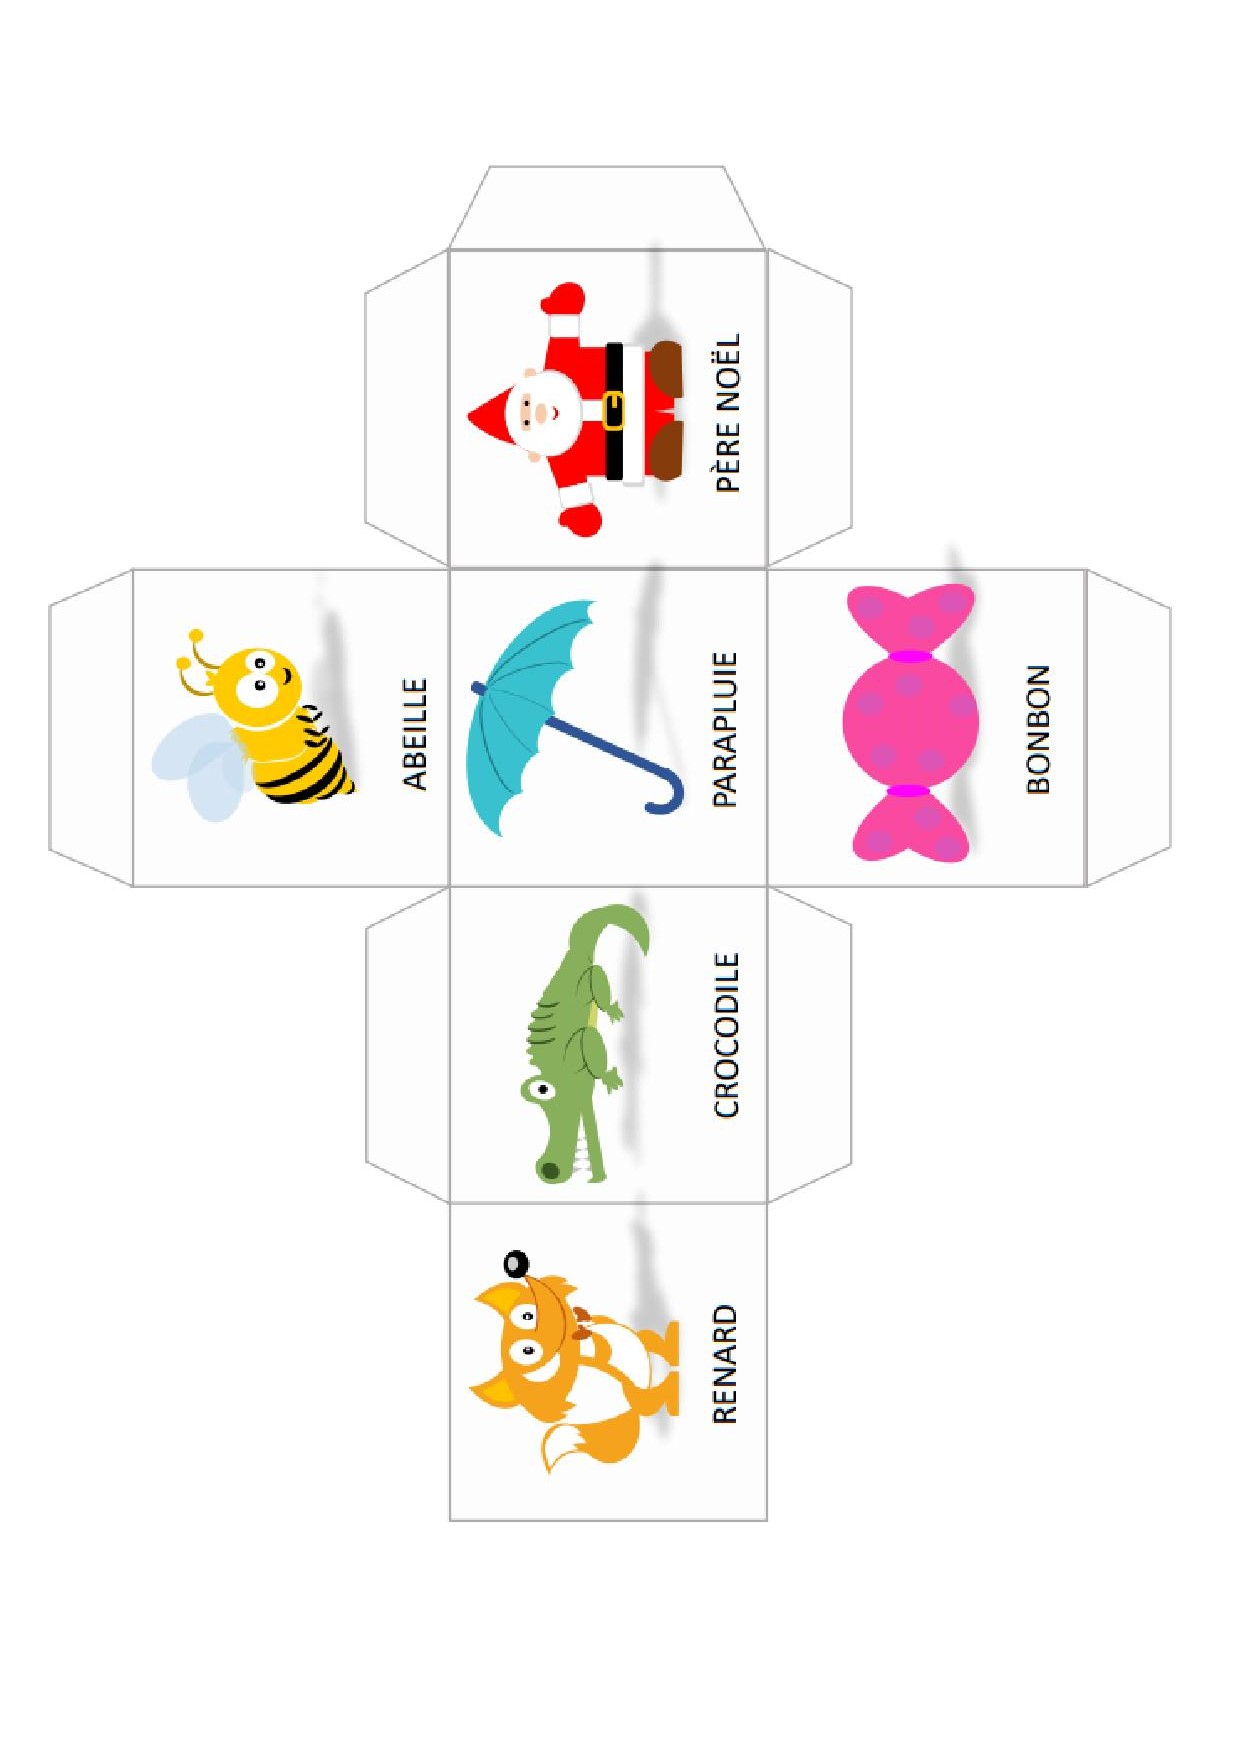 PÈRE NOËL
ABEILLE
PARAPLUIE
BONBON
CROCODILE
RENARD